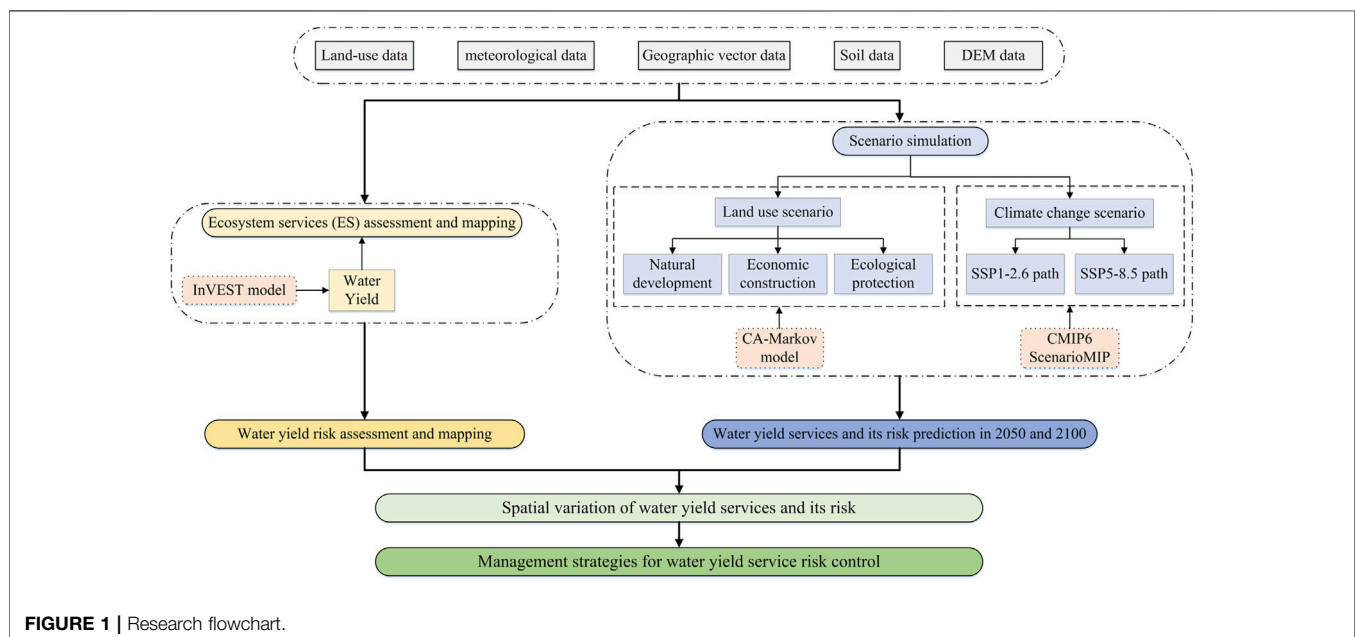 Land-use data
meteorological data
Geographic vector data
Soil data
DEM data
Scenario simulation
Ecosystem services (ES) assessment and mapping
InVEST model
Water
Yield
Land use scenario
Climate change scenario
Natural
development
Economic
construction
Ecological
protection
SSP1-2.6 path
SSP5-8.5 path
CA-Markov
model
CMIP6
ScenarioMIP
Water yield risk assessment and mapping
Water yield services and its risk prediction in 2050 and 2100
Spatial variation of water yield services and its risk
Management strategies for water yield service risk control
FIGURE 1 | Research flowchart.